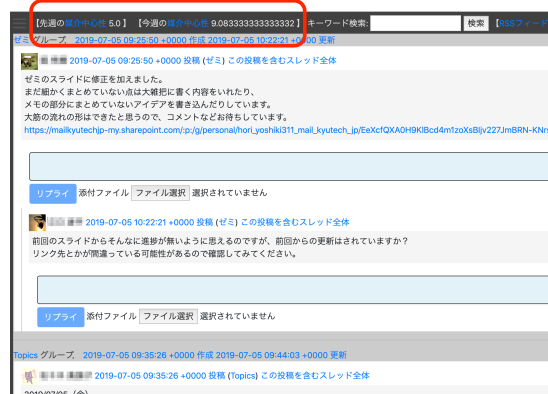 【先週の媒介中心性 5.0 】 【今週の媒介中心性 9.083333333333332 】 キーワード検索: 検索 【RSSフィード
ゼミ グループ, 2019-07-05 09:25:50 +0000 作成 2019-07-05 10:22:21 +0000 更新
2019-07-05 09:25:50 +0000 投稿 (ゼミ) この投稿を含むスレッド全体
ゼミのスライドに修正を加えました。
まだ細かくまとめていない点は大雑把に書く内容をいれたり、
メモの部分にまとめていないアイデアを書き込んだりしています。
大筋の流れの形はできたと思うので、コメントなどお待ちしています。
https://mailkyutechjp-my.sharepoint.com/:p:/g/personal/hori_yoshiki311_mail_kyutech_jp/
リプライ 添付ファイル ファイル選択 選択されていません
2019-07-05 10:22:21 +0000 投稿 (ゼミ) この投稿を含むスレッド全体
前回のスライドからそんなに進捗が無いように思えるのですが、前回からの更新はされていますか？
リンク先とかが間違っている可能性があるので確認してみてください。
リプライ 添付ファイル ファイル選択 選択されていません
Topics グループ, 2019-07-05 09:35:26 +0000 作成 2019-07-05 09:44:03 +0000 更新
2019-07-05 09:35:26 +0000 投稿 (Topics) この投稿を含むスレッド全体